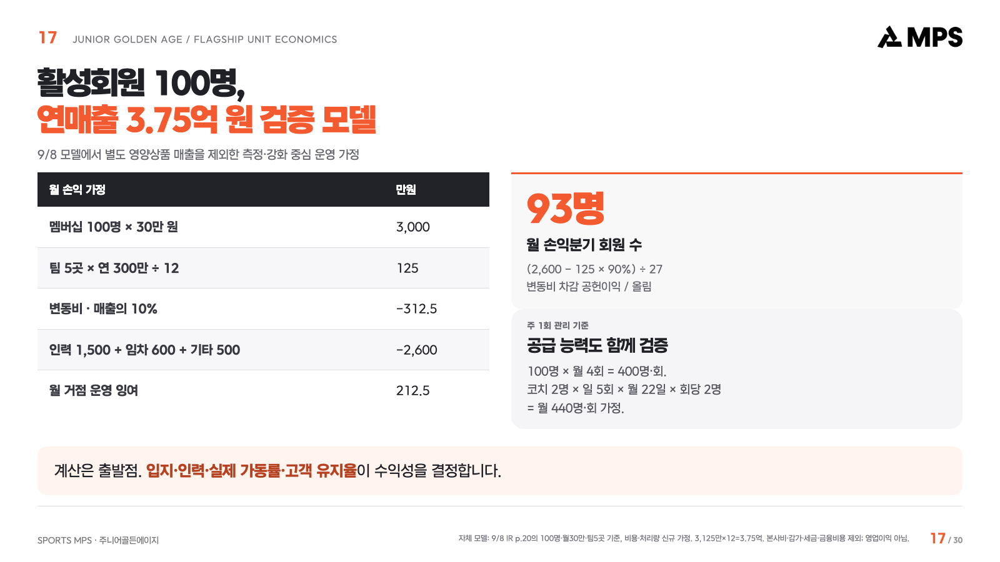 17 JUNIOR GOLDEN AGE / FLAGSHIP UNIT ECONOMICS
MPS
활성회원 100명,
연매출 3.75억 원 검증 모델
9/8 모델에서 별도 영양상품 매출을 제외한 측정·강화 중심 운영 가정
월 손익 가정 만원
멤버십 100명 × 30만 원 3,000
팀 5곳 × 연 300만 ÷ 12 125
변동비 · 매출의 10% −312.5
인력 1,500 + 임차 600 + 기타 500 −2,600
월 거점 운영 잉여 212.5
93명
월 손익분기 회원 수
(2,600 − 125 × 90%) ÷ 27
변동비 차감 공헌이익 / 올림
주 1회 관리 기준
공급 능력도 함께 검증
100명 × 월 4회 = 400명·회.
코치 2명 × 일 5회 × 월 22일 × 회당 2명
= 월 440명·회 가정.
계산은 출발점. 입지·인력·실제 가동률·고객 유지율이 수익성을 결정합니다.
SPORTS MPS · 주니어골든에이지
자체 모델: 9/8 IR p.20의 100명·월30만·팀5곳 기준, 비용·처리량 신규 가정. 3,125만×12=3.75억. 본사비·감가·세금·금융비용 제외; 영업이익 아님.
17 / 30